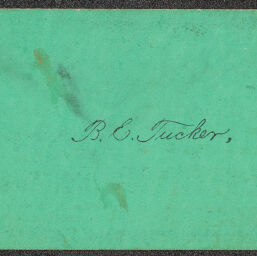 B. E. Tucker,